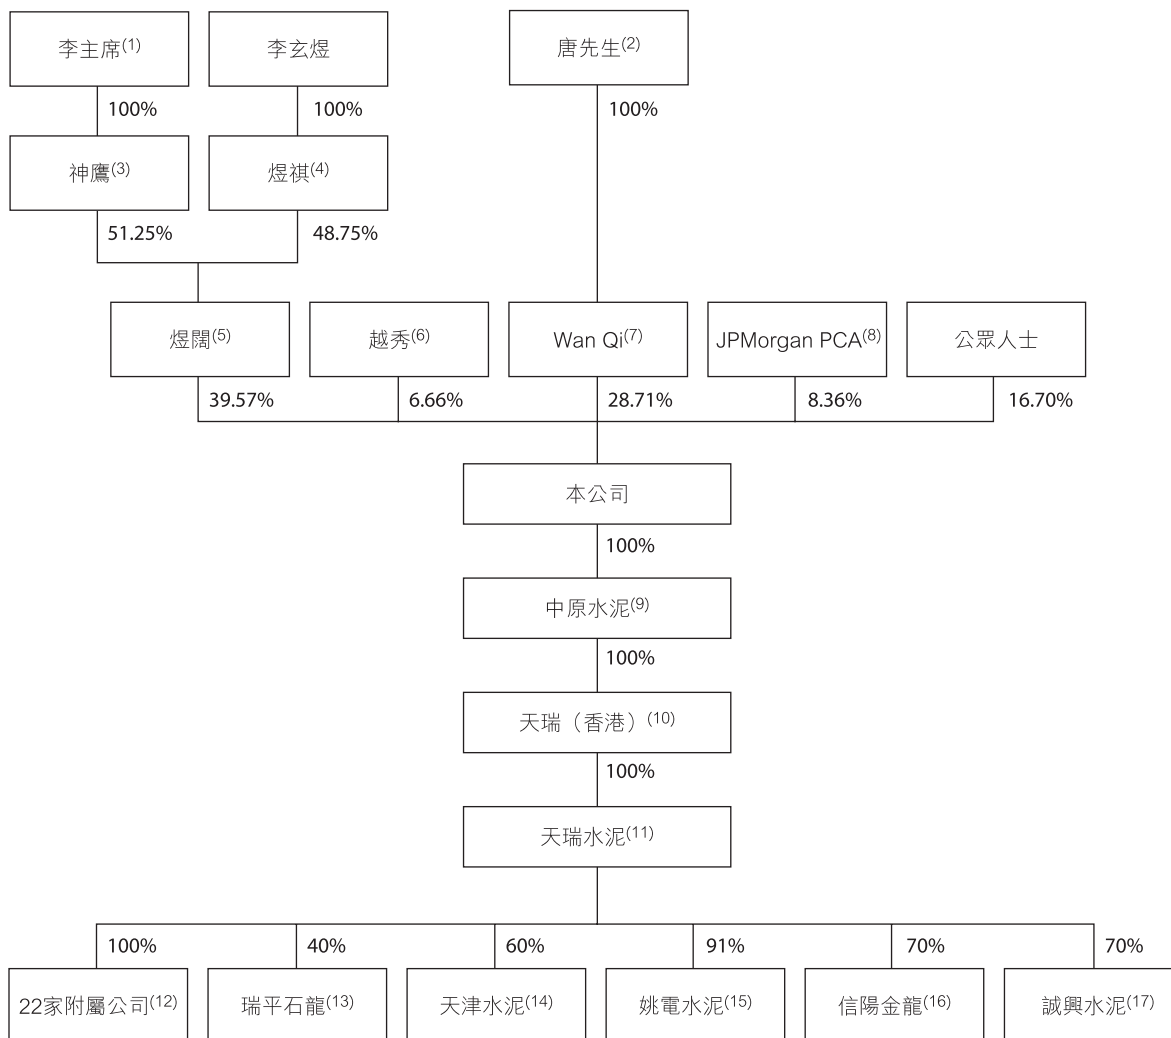 李主席(1)
李玄煜
唐先生(2)
100%
100%
100%
神鷹(3)
煜祺(4)
51.25%
48.75%
煜闊(5)
越秀(6)
Wan Qi(7)
JPMorgan PCA(8)
公眾人士
39.57%
6.66%
28.71%
8.36%
16.70%
本公司
100%
中原水泥(9)
100%
天瑞（香港）(10)
100%
天瑞水泥(11)
100%
40%
60%
91%
70%
70%
22家附屬公司(12)
瑞平石龍(13)
天津水泥(14)
姚電水泥(15)
信陽金龍(16)
誠興水泥(17)